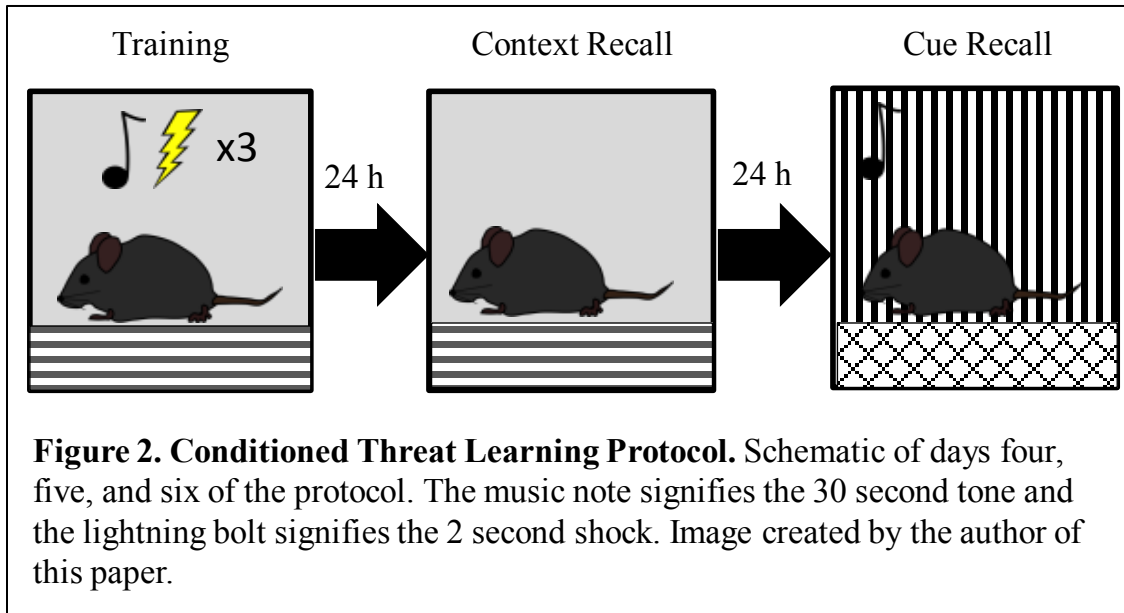 Training
Context Recall
Cue Recall
x3
24 h
24 h
Figure 2. Conditioned Threat Learning Protocol. Schematic of days four,
five, and six of the protocol. The music note signifies the 30 second tone and
the lightning bolt signifies the 2 second shock. Image created by the author of
this paper.